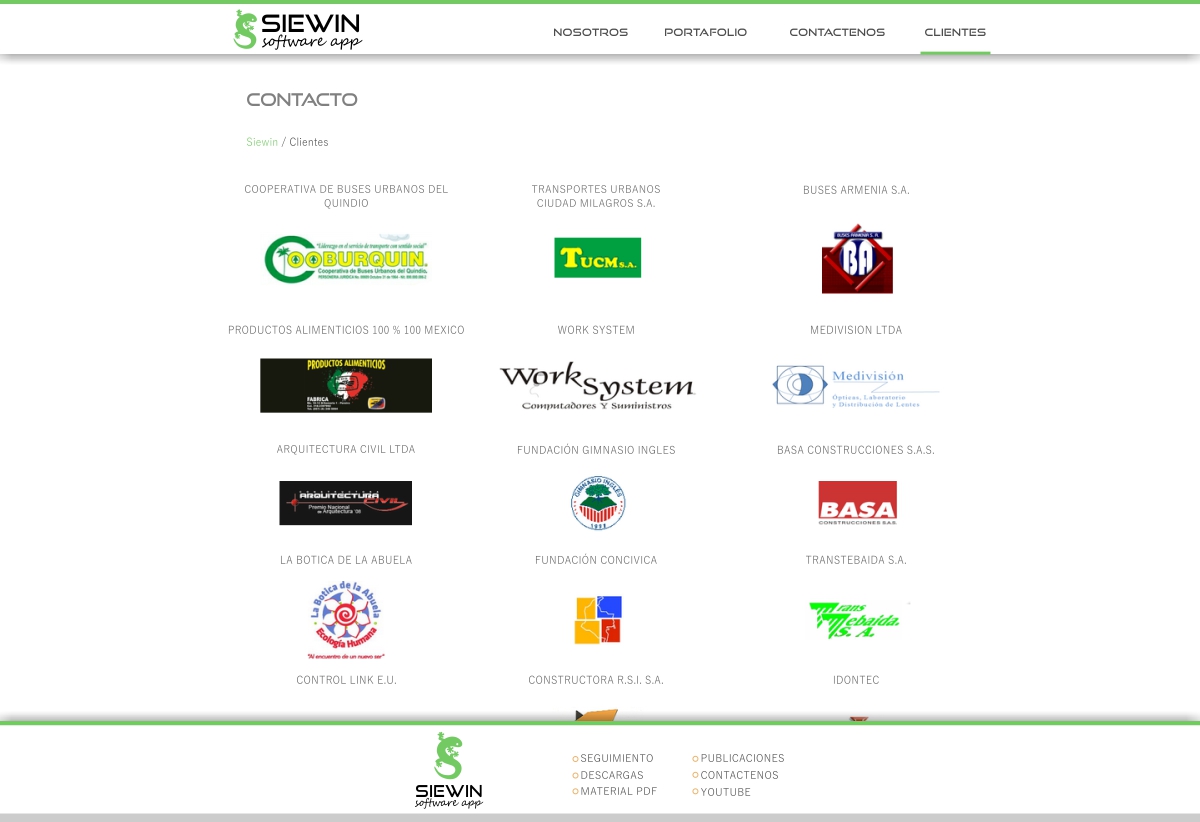 SIEWIN
software app
NOSOTROS
PORTAFOLIO
CONTACTENOS
CLIENTES
CONTACTO
Siewin / Clientes
COOPERATIVA DE BUSES URBANOS DEL
QUINDIO
TRANSPORTES URBANOS
CIUDAD MILAGROS S.A.
BUSES ARMENIA S.A.
"Liderazgo en el servicio de transporte con sentido social"
COOBURQUIN.
Cooperativa de Buses Urbanos del Quindio.
TUCM S.A.
BUSES ARMENIA S. A.
BA
PRODUCTOS ALIMENTICIOS 100 % 100 MEXICO
WORK SYSTEM
MEDIVISION LTDA
PRODUCTOS ALIMENTICIOS
FABRICA
Work System
Computadores Y Suministros
Medivisión
Ópticas, Laboratorio
y Distribución de Lentes
ARQUITECTURA CIVIL LTDA
FUNDACIÓN GIMNASIO INGLES
BASA CONSTRUCCIONES S.A.S.
ARQUITECTURA
CIVIL
Premio Nacional
de Arquitectura '08
GIMNASIO INGLÉS
BASA
CONSTRUCCIONES S.A.S.
LA BOTICA DE LA ABUELA
FUNDACIÓN CONCIVICA
TRANSTEBAIDA S.A.
La Botica de la Abuela
Ecología Humana
"Al encuentro de un nuevo ser"
Trans
Tebaida.
S. A.
CONTROL LINK E.U.
CONSTRUCTORA R.S.I. S.A.
IDONTEC
SIEWIN
software app
SEGUIMIENTO
DESCARGAS
MATERIAL PDF
PUBLICACIONES
CONTACTENOS
YOUTUBE